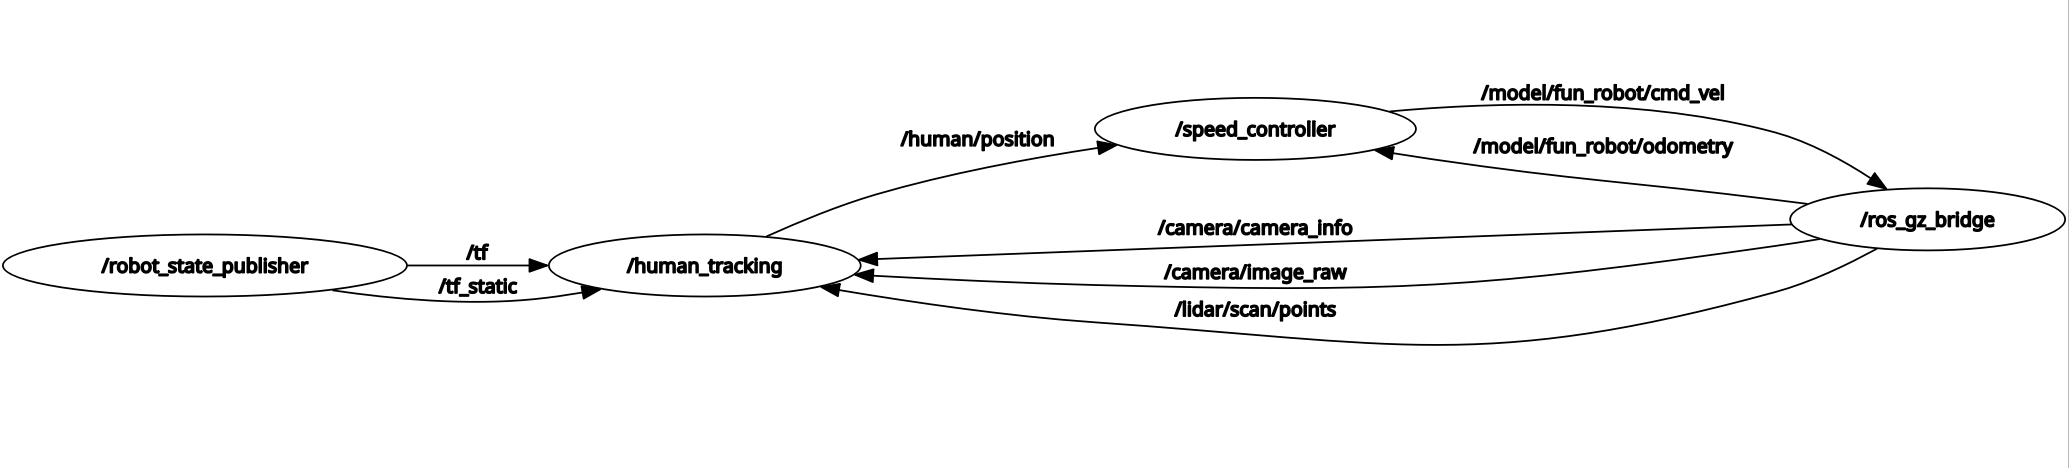 /model/fun_robot/cmd_vel
/speed_controller
/human/position
/model/fun_robot/odometry
/ros_gz_bridge
/camera/camera_info
/tf
/robot_state_publisher
/human_tracking
/camera/image_raw
/tf_static
/lidar/scan/points